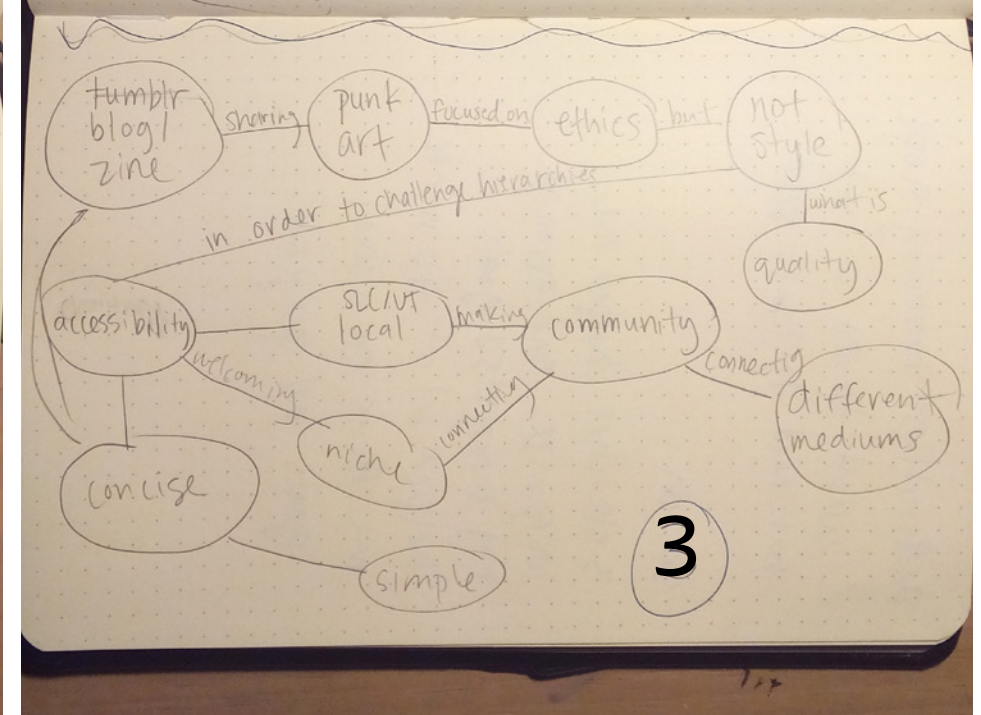 tumblr
blog/
zine
sharing
punk
art
focused on
ethics
but
not
style
in order to challenge hierarchies
what is
quality
accessibility
SLC/UT
local
making
community
welcoming
niche
connecting
connectig
different
mediums
concise
simple
3